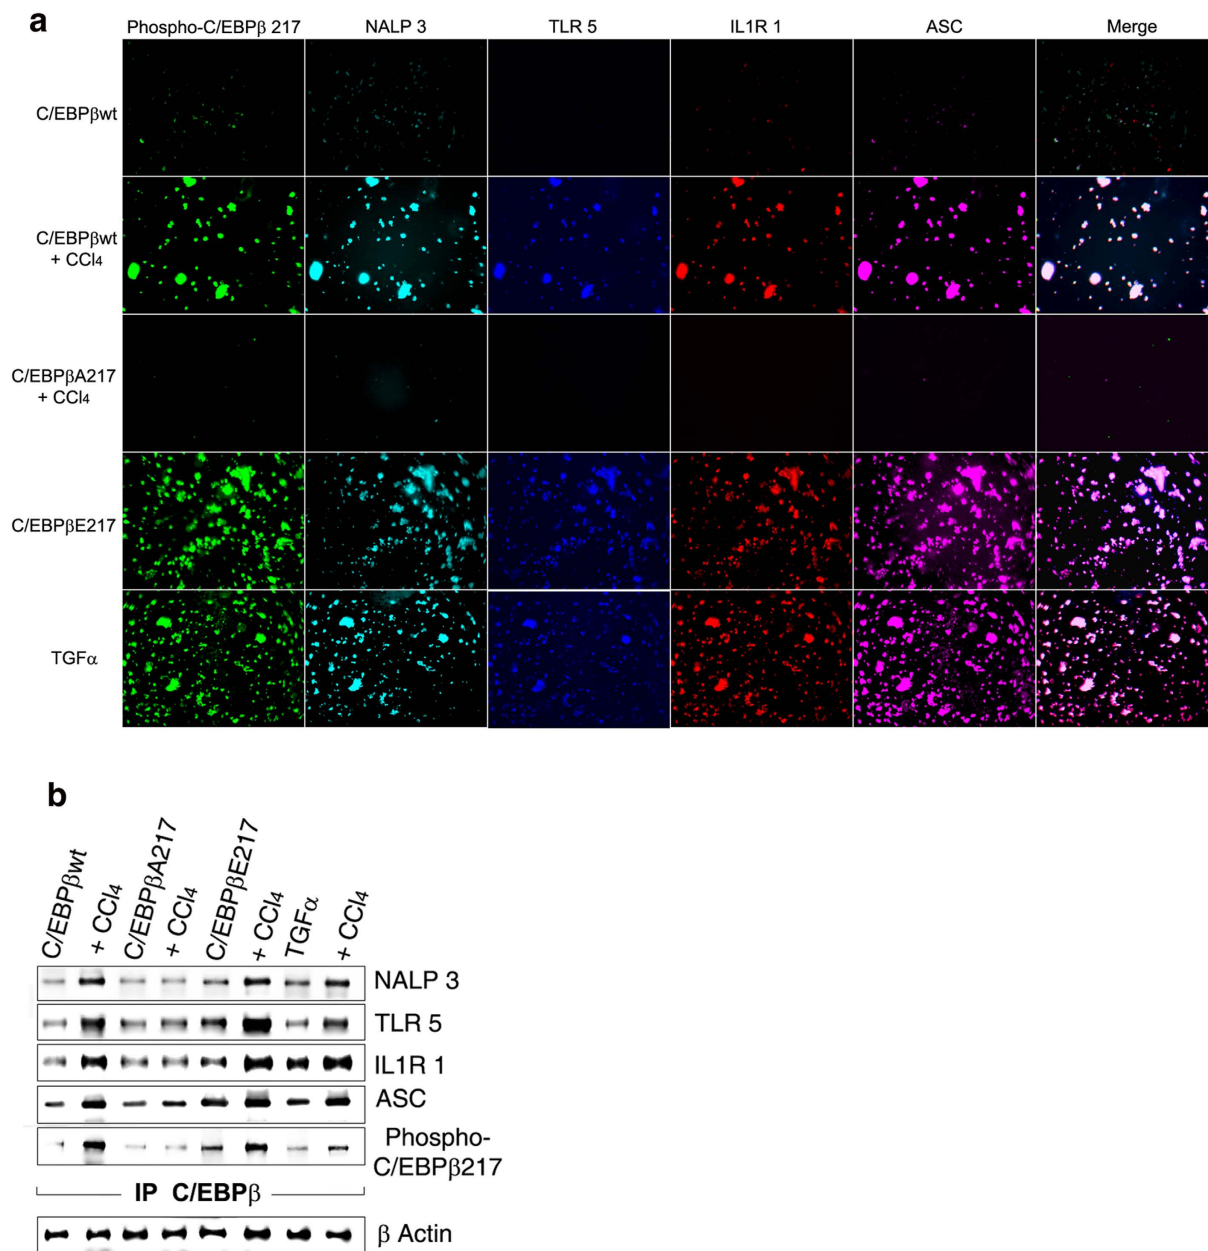 a
Phospho-C/EBPβ 217 NALP 3 TLR 5 IL1R 1 ASC Merge
C/EBPβwt
C/EBPβwt
+ CCl₄
C/EBPβA217
+ CCl₄
C/EBPβE217
TGFα
b
C/EBPβwt + CCl₄ C/EBPβA217 + CCl₄ C/EBPβE217 + CCl₄ TGFα + CCl₄
NALP 3
TLR 5
IL1R 1
ASC
Phospho-
C/EBPβ217
IP C/EBPβ
β Actin